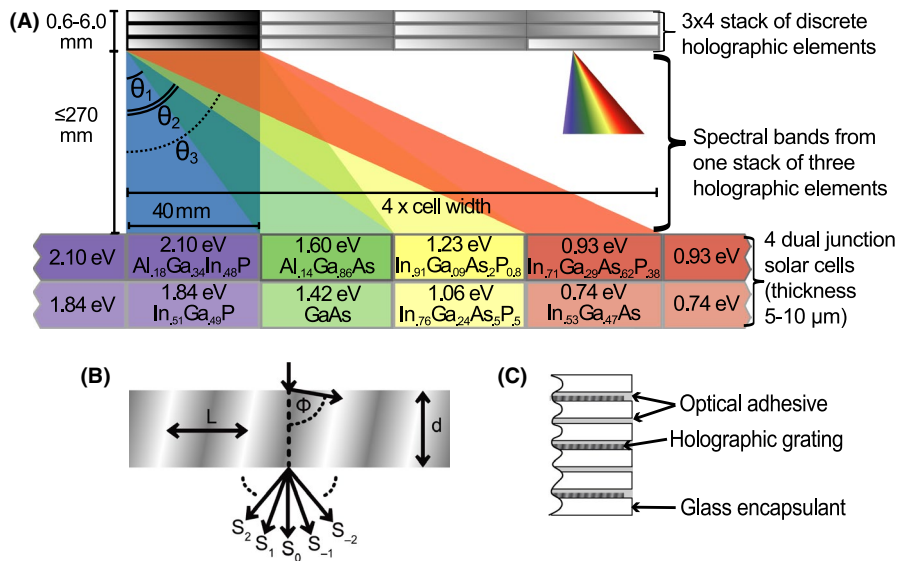 (A)
0.6-6.0
mm
3x4 stack of discrete
holographic elements
θ1
θ2
θ3
≤270
mm
Spectral bands from
one stack of three
holographic elements
4 x cell width
40 mm
2.10 eV
2.10 eV
Al.18Ga.34In.48P
1.60 eV
Al.14Ga.86As
1.23 eV
In.91Ga.09As.2P0.8
0.93 eV
In.71Ga.29As.62P.38
0.93 eV
1.84 eV
1.84 eV
In.51Ga.49P
1.42 eV
GaAs
1.06 eV
In.76Ga.24As.5P.5
0.74 eV
In.53Ga.47As
0.74 eV
4 dual junction
solar cells
(thickness
5-10 µm)
(B)
L
Φ
d
S2
S1
S0
S-1
S-2
(C)
Optical adhesive
Holographic grating
Glass encapsulant